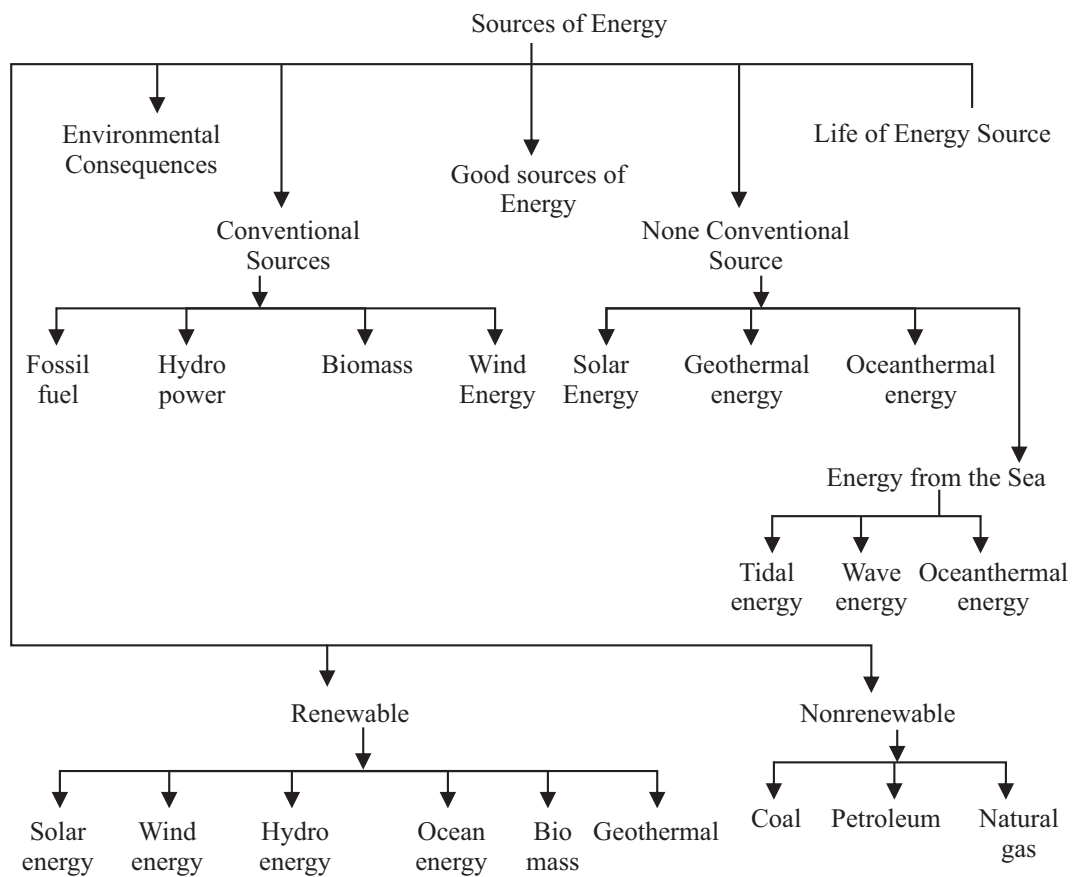 Sources of Energy
Environmental
Consequences
Life of Energy Source
Good sources of
Energy
Conventional
Sources
None Conventional
Source
Fossil
fuel
Hydro
power
Biomass
Wind
Energy
Solar
Energy
Geothermal
energy
Oceanthermal
energy
Energy from the Sea
Tidal
energy
Wave
energy
Oceanthermal
energy
Renewable
Nonrenewable
Solar
energy
Wind
energy
Hydro
energy
Ocean
energy
Bio
mass
Geothermal
Coal
Petroleum
Natural
gas